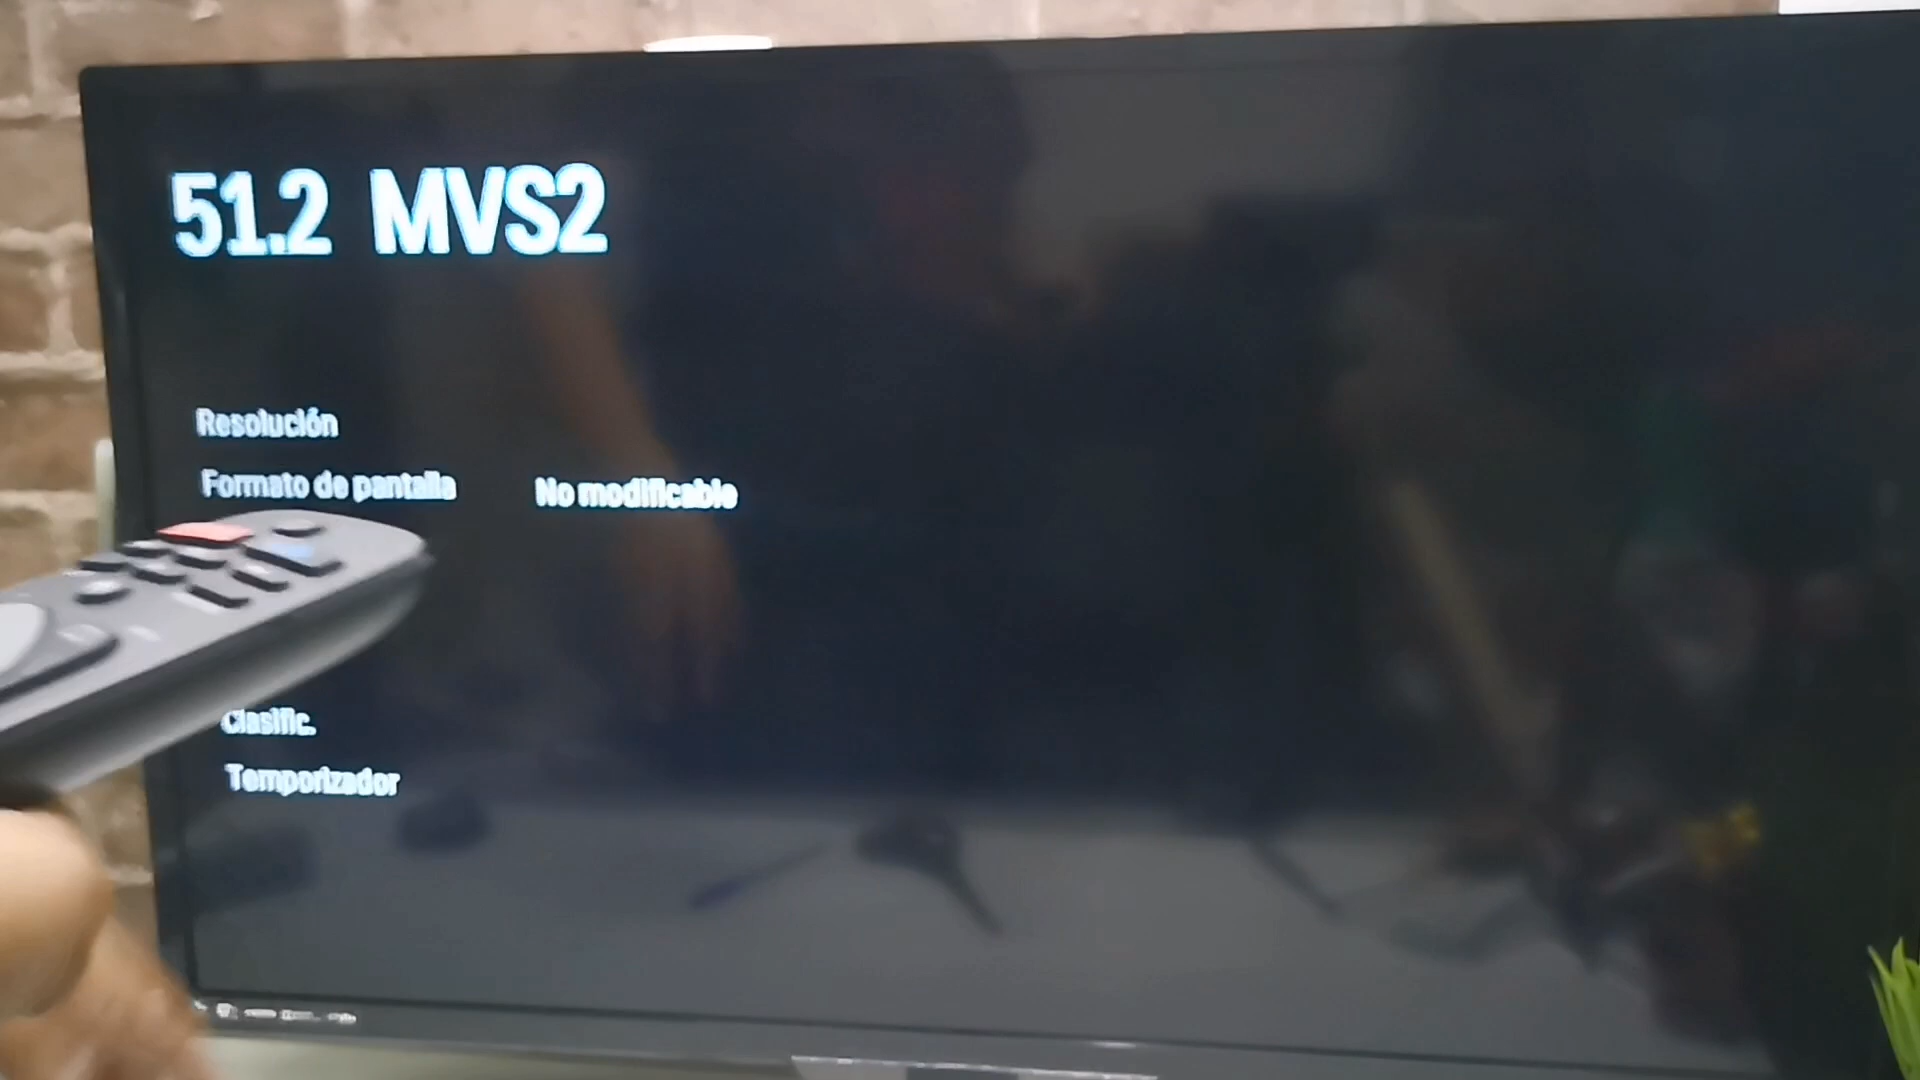 51.2 MVS2
Resolución
Formato de pantalla No modificable
Clasific.
Temporizador